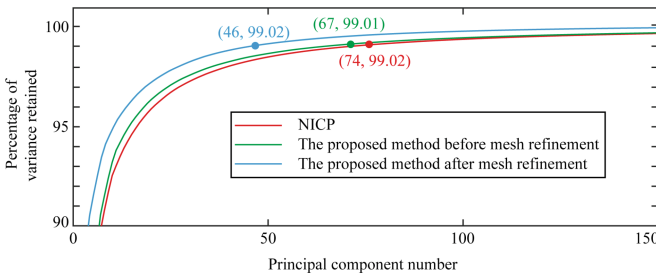 100
95
90
(46, 99.02)
(67, 99.01)
(74, 99.02)
NICP
The proposed method before mesh refinement
The proposed method after mesh refinement
0
50
100
150
Principal component number
Percentage of
variance retained